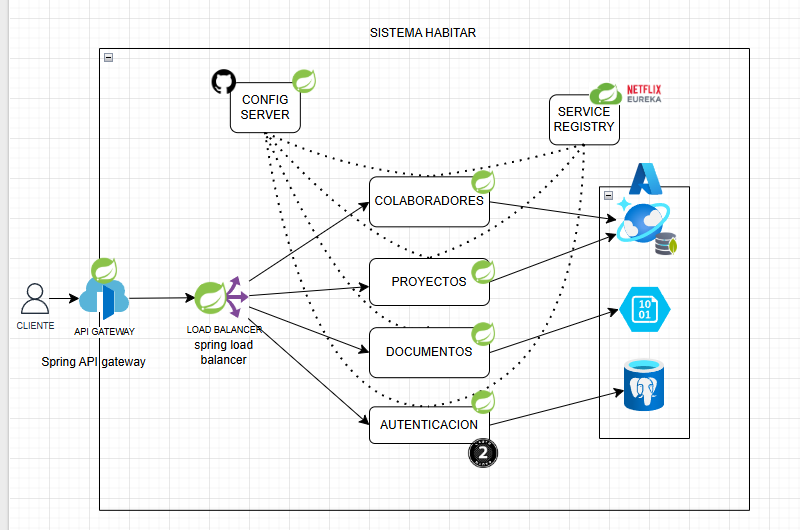 SISTEMA HABITAR
CONFIG
SERVER
NETFLIX
EUREKA
SERVICE
REGISTRY
COLABORADORES
PROYECTOS
CLIENTE
API GATEWAY
Spring API gateway
LOAD BALANCER
spring load
balancer
DOCUMENTOS
AUTENTICACION
2
10
01